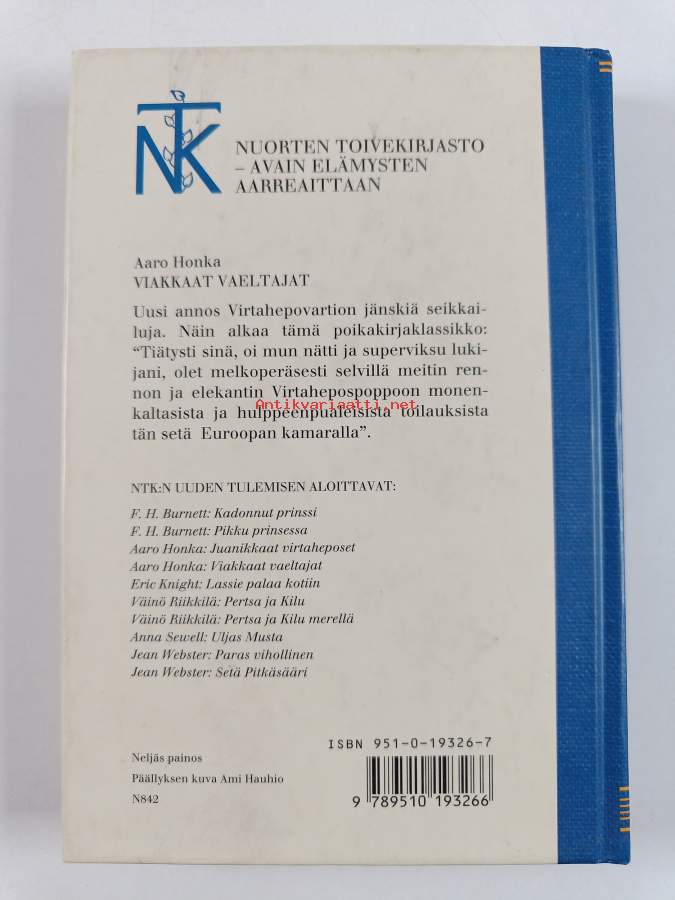 NTK
NUORTEN TOIVEKIRJASTO
– AVAIN ELÄMYSTEN
AARREAITTAAN
Aaro Honka
VIAKKAAT VAELTAJAT
Uusi annos Virtahepovartion jänskiä seikkai-
luja. Näin alkaa tämä poikakirjaklassikko:
“Tiätysti sinä, oi mun nätti ja superviksu luki-
jani, olet melkoperäsesti selvillä meitin ren-
non ja elekantin Virtahepospoppoon monen-
kaltasista ja hulppeenpualeisista toilauksista
tän setä Euroopan kamaralla”.
Antikvariaatti.net
NTK:N UUDEN TULEMISEN ALOITTAVAT:
F. H. Burnett: Kadonnut prinssi
F. H. Burnett: Pikku prinsessa
Aaro Honka: Juanikkaat virtaheposet
Aaro Honka: Viakkaat vaeltajat
Eric Knight: Lassie palaa kotiin
Väinö Riikkilä: Pertsa ja Kilu
Väinö Riikkilä: Pertsa ja Kilu merellä
Anna Sewell: Uljas Musta
Jean Webster: Paras vihollinen
Jean Webster: Setä Pitkäsääri
ISBN 951-0-19326-7
Neljäs painos
Päällyksen kuva Ami Hauhio
N842
9 789510 193266